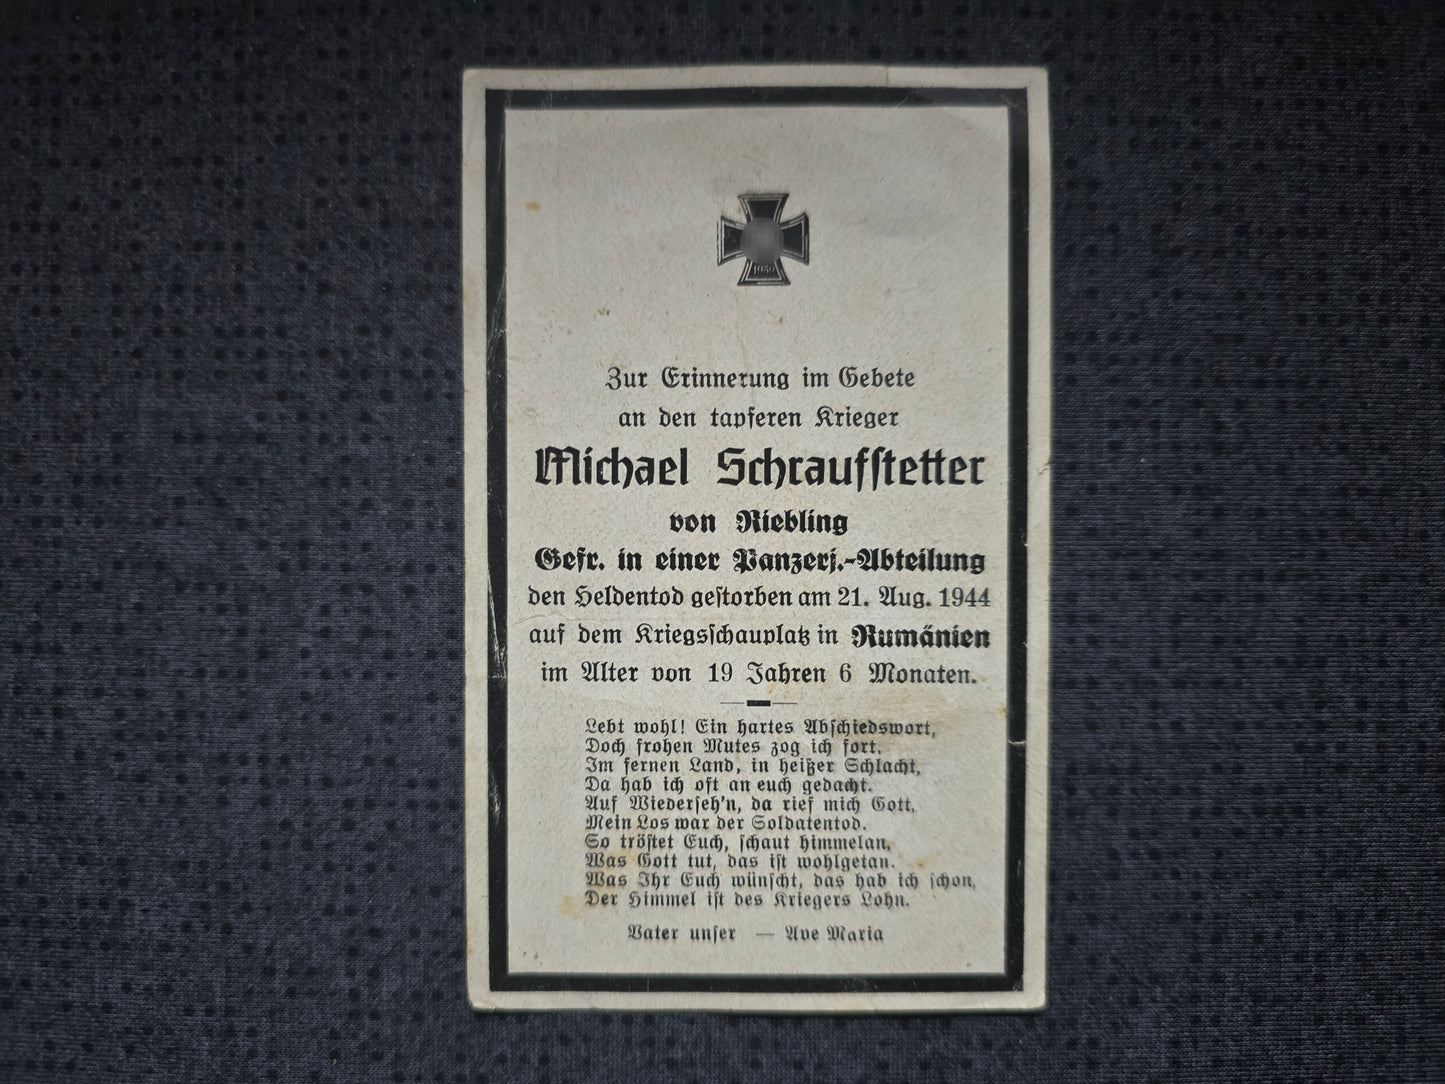 1939
Zur Erinnerung im Gebete
an den tapferen Krieger
Michael Schraufstetter
von Riebling
Gefr. in einer Panzerj.-Abteilung
den Heldentod gestorben am 21. Aug. 1944
auf dem Kriegsschauplatz in Rumänien
im Alter von 19 Jahren 6 Monaten.
Lebt wohl! Ein hartes Abschiedswort,
Doch frohen Mutes zog ich fort.
Im fernen Land, in heißer Schlacht,
Da hab ich oft an euch gedacht.
Auf Wiederseh'n, da rief mich Gott,
Mein Los war der Soldatentod.
So tröstet Euch, schaut himmelan,
Was Gott tut, das ist wohlgetan.
Was Ihr Euch wünscht, das hab ich schon,
Der Himmel ist des Kriegers Lohn.
Vater unser — Ave Maria